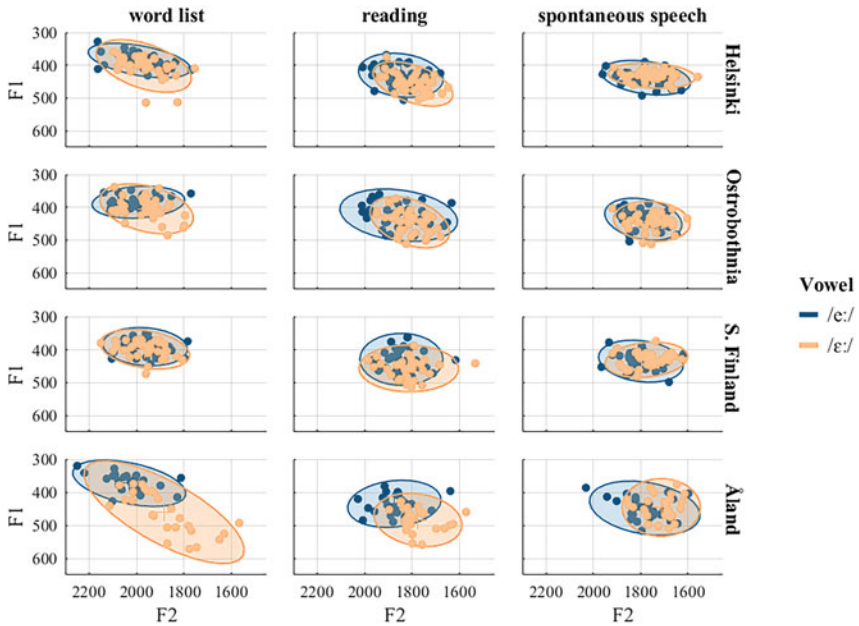 word list reading spontaneous speech
300
400
500
600
F1
Helsinki
300
400
500
600
Ostrobothnia
300
400
500
600
F1
S. Finland
300
400
500
600
F1
Åland
2200 2000 1800 1600 2200 2000 1800 1600 2200 2000 1800 1600
F2 F2 F2
Vowel
/eː/
/ɛː/